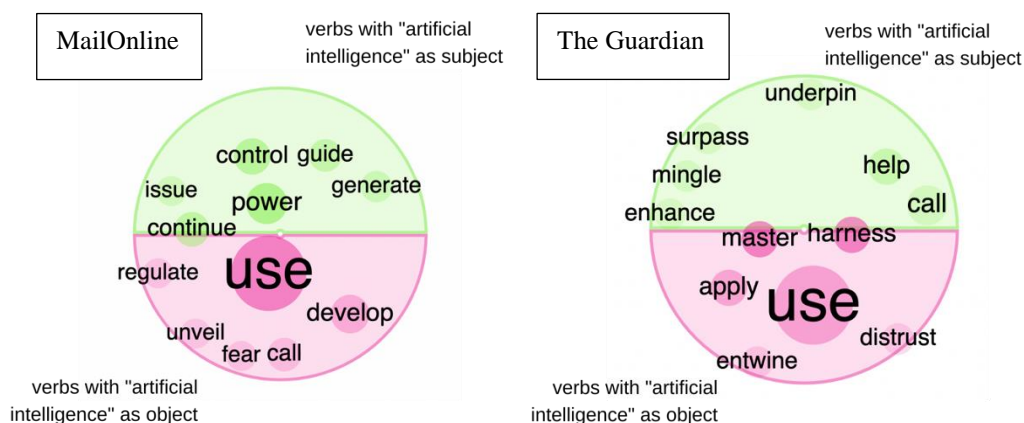 MailOnline
verbs with "artificial
intelligence" as subject
control guide
issue
generate
power
continue
regulate
use
develop
unveil
fear call
verbs with "artificial
intelligence" as object
The Guardian
verbs with "artificial
intelligence" as subject
underpin
surpass
help
mingle
enhance
call
master harness
apply
use
distrust
entwine
verbs with "artificial
intelligence" as object